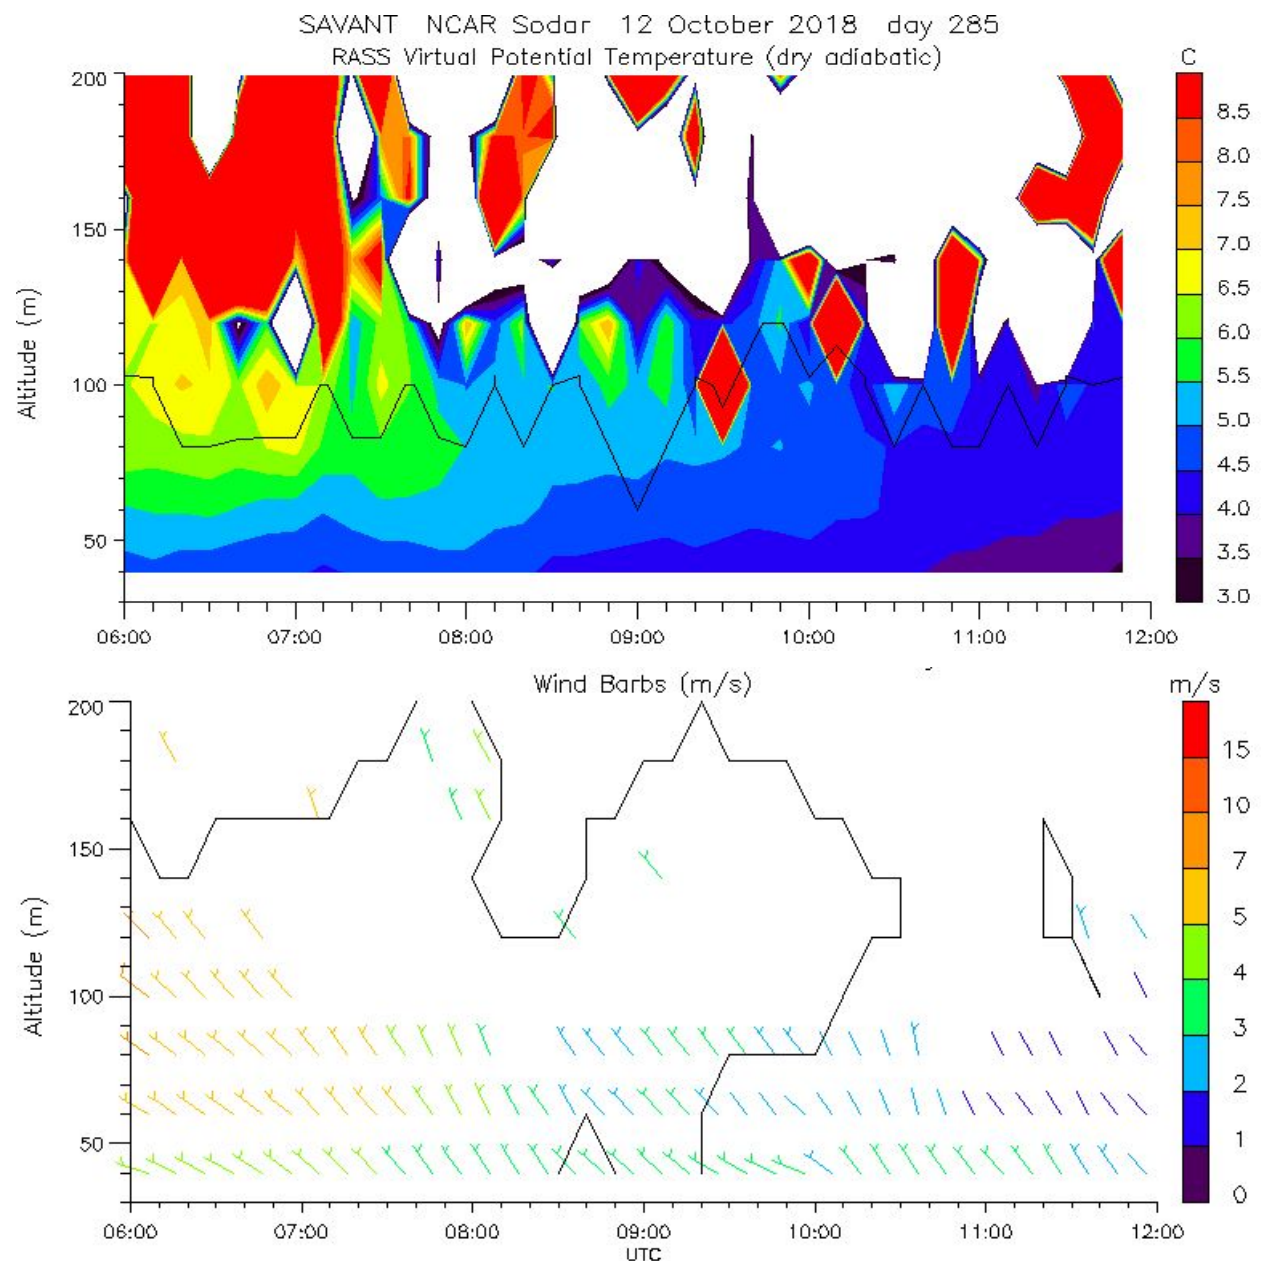 SAVANT NCAR Sodar 12 October 2018 day 285
RASS Virtual Potential Temperature (dry adiabatic)
C
200
150
100
50
Altitude (m)
8.5
8.0
7.5
7.0
6.5
6.0
5.5
5.0
4.5
4.0
3.5
3.0
06:00 07:00 08:00 09:00 10:00 11:00 12:00
Wind Barbs (m/s)
m/s
200
150
100
50
Altitude (m)
15
10
7
5
4
3
2
1
0
06:00 07:00 08:00 09:00 10:00 11:00 12:00
UTC